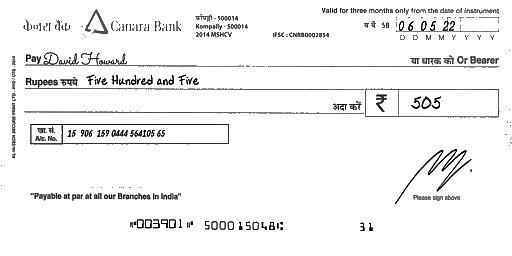 Valid for three months only from the date of instrument
केनरा बैंक Canara Bank
कोंपल्ली - 500014
Kompally - 500014
2014 MSHCV
IFSC : CNRB0002854
SB 06 05 22
D D M M Y Y Y Y
Pay David Howard या धारक को Or Bearer
Rupees रुपये Five Hundred and Five
अदा करें ₹ 505
खा. सं.
A/c. No.
15 906 159 0444 564105 65
"Payable at par at all our Branches in India"
Please sign above
⑈003901⑈ 500015048⑆ 31